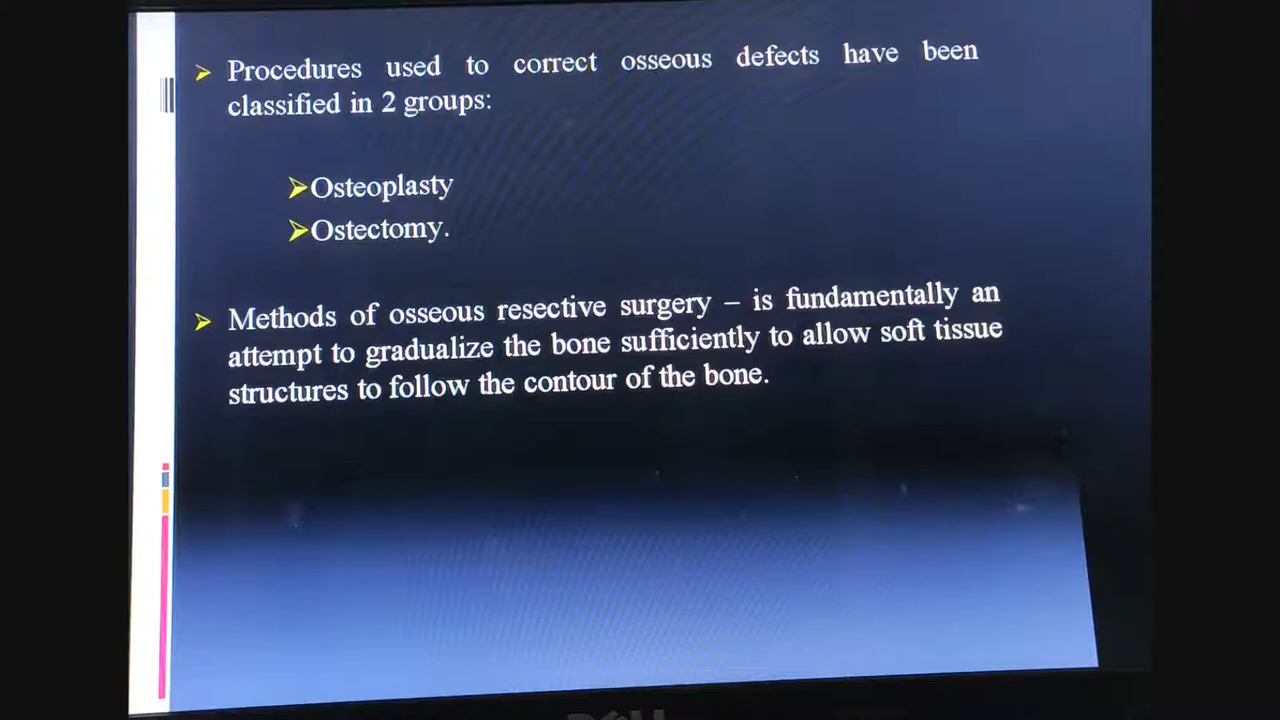 Procedures used to correct osseous defects have been
classified in 2 groups:
Osteoplasty
Ostectomy.
Methods of osseous resective surgery – is fundamentally an
attempt to gradualize the bone sufficiently to allow soft tissue
structures to follow the contour of the bone.